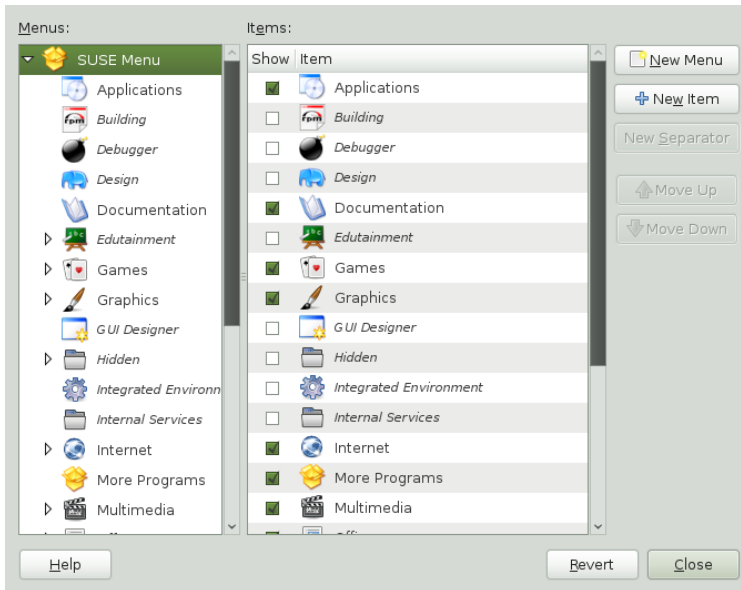 Menus:
SUSE Menu
Applications
Building
Debugger
Design
Documentation
Edutainment
Games
Graphics
GUI Designer
Hidden
Integrated Environn
Internal Services
Internet
More Programs
Multimedia
Items:
Show Item
Applications
rpm Building
Debugger
Design
Documentation
Edutainment
Games
Graphics
GUI Designer
Hidden
Integrated Environment
Internal Services
Internet
More Programs
Multimedia
New Menu
New Item
New Separator
Move Up
Move Down
Help
Revert
Close